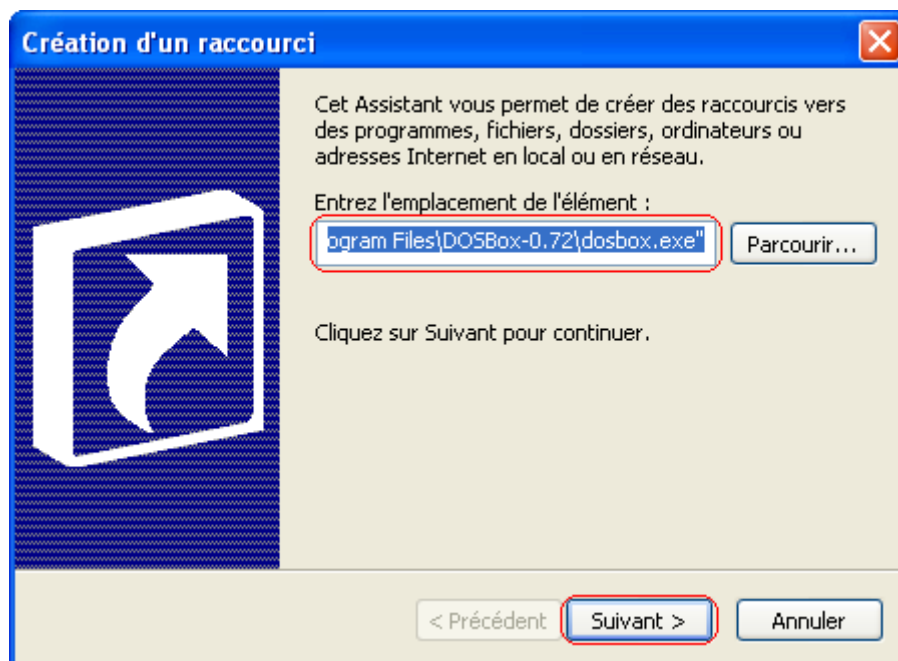 Création d'un raccourci
Cet Assistant vous permet de créer des raccourcis vers
des programmes, fichiers, dossiers, ordinateurs ou
adresses Internet en local ou en réseau.
Entrez l'emplacement de l'élément :
ogram Files\DOSBox-0.72\dosbox.exe"
Parcourir...
Cliquez sur Suivant pour continuer.
< Précédent
Suivant >
Annuler